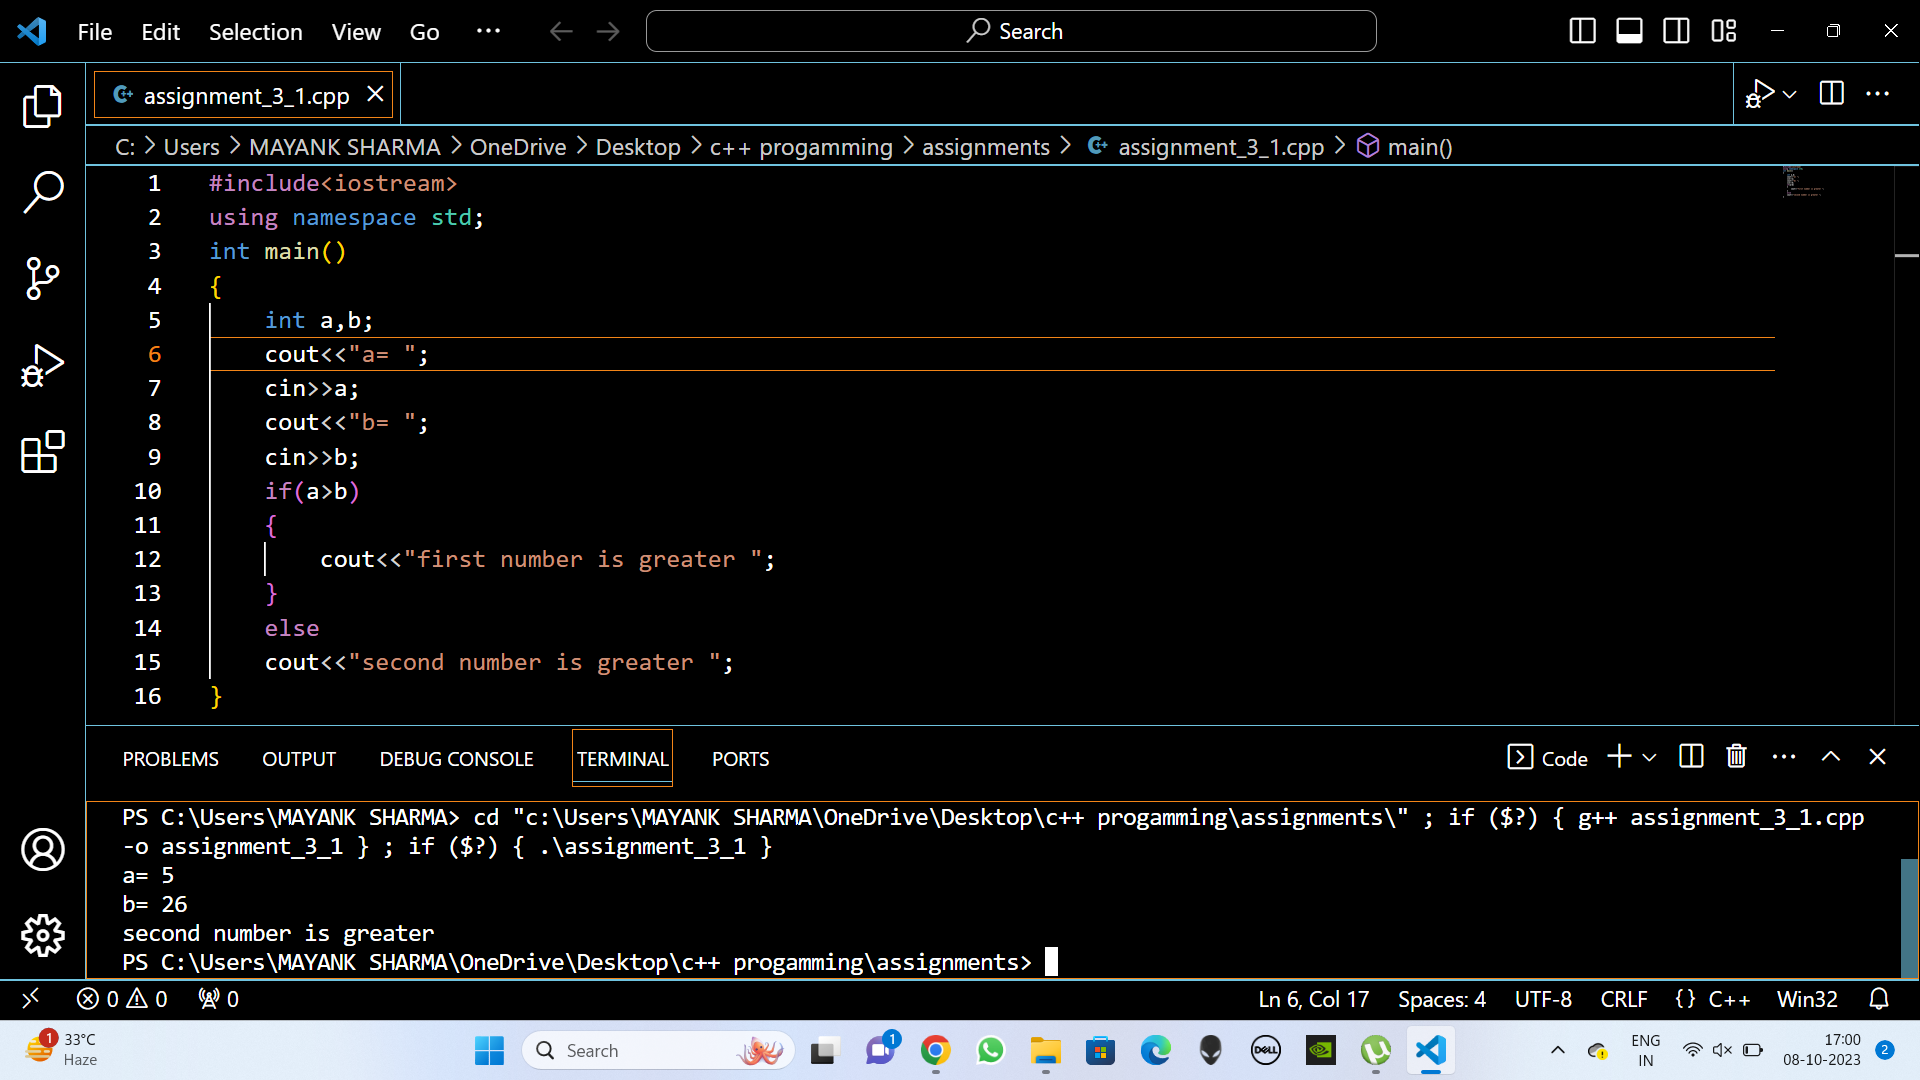 File Edit Selection View Go ··· Search
assignment_3_1.cpp
C: > Users > MAYANK SHARMA > OneDrive > Desktop > c++ progamming > assignments > assignment_3_1.cpp > main()
1 #include<iostream>
2 using namespace std;
3 int main()
4 {
5 int a,b;
6 cout<<"a= ";
7 cin>>a;
8 cout<<"b= ";
9 cin>>b;
10 if(a>b)
11 {
12 cout<<"first number is greater ";
13 }
14 else
15 cout<<"second number is greater ";
16 }
PROBLEMS OUTPUT DEBUG CONSOLE TERMINAL PORTS Code
PS C:\Users\MAYANK SHARMA> cd "c:\Users\MAYANK SHARMA\OneDrive\Desktop\c++ progamming\assignments\" ; if ($?) { g++ assignment_3_1.cpp
-o assignment_3_1 } ; if ($?) { .\assignment_3_1 }
a= 5
b= 26
second number is greater
PS C:\Users\MAYANK SHARMA\OneDrive\Desktop\c++ progamming\assignments>
0 0 0 Ln 6, Col 17 Spaces: 4 UTF-8 CRLF {} C++ Win32
1 33°C
Haze
Search
1
DELL
ENG
IN
17:00
08-10-2023
2